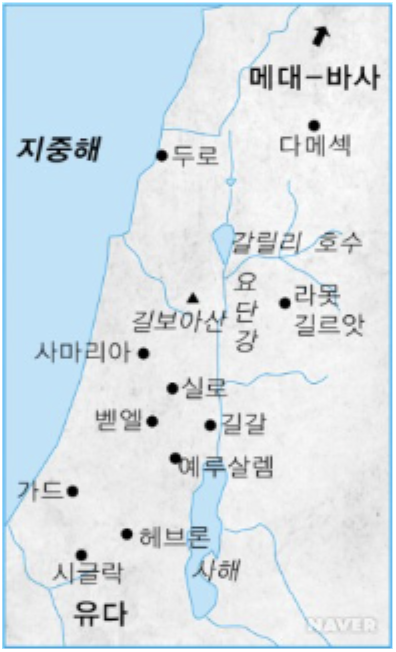 메대-바사
지중해
다메섹
두로
갈릴리 호수
요
단
강
라못
길르앗
길보아산
사마리아
실로
벧엘
길갈
예루살렘
가드
헤브론
시글락
사해
유다
NAVER